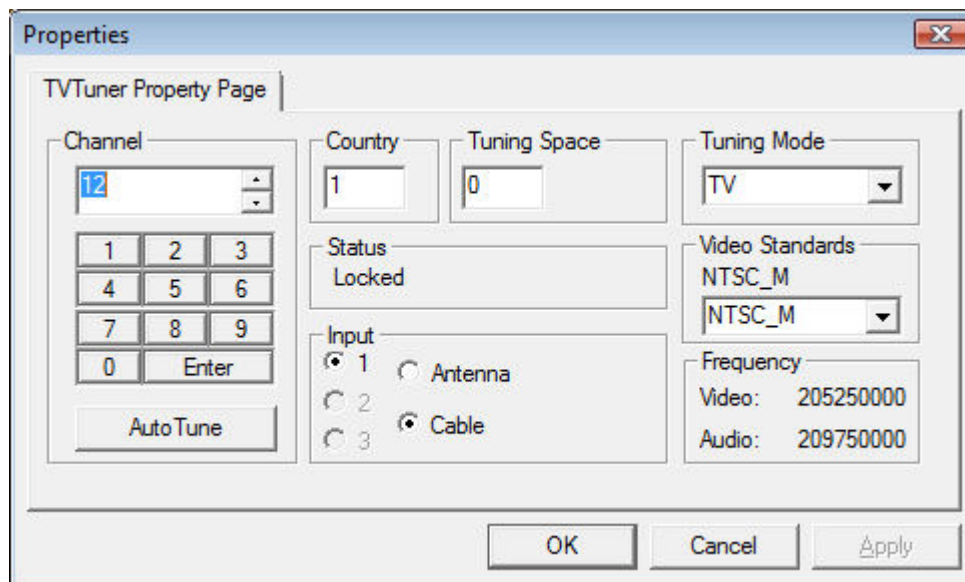 Properties
TVTuner Property Page
Channel
12
1 2 3
4 5 6
7 8 9
0 Enter
AutoTune
Country
1
Tuning Space
0
Status
Locked
Input
1
2
3
Antenna
Cable
Tuning Mode
TV
Video Standards
NTSC_M
NTSC_M
Frequency
Video: 205250000
Audio: 209750000
OK Cancel Apply